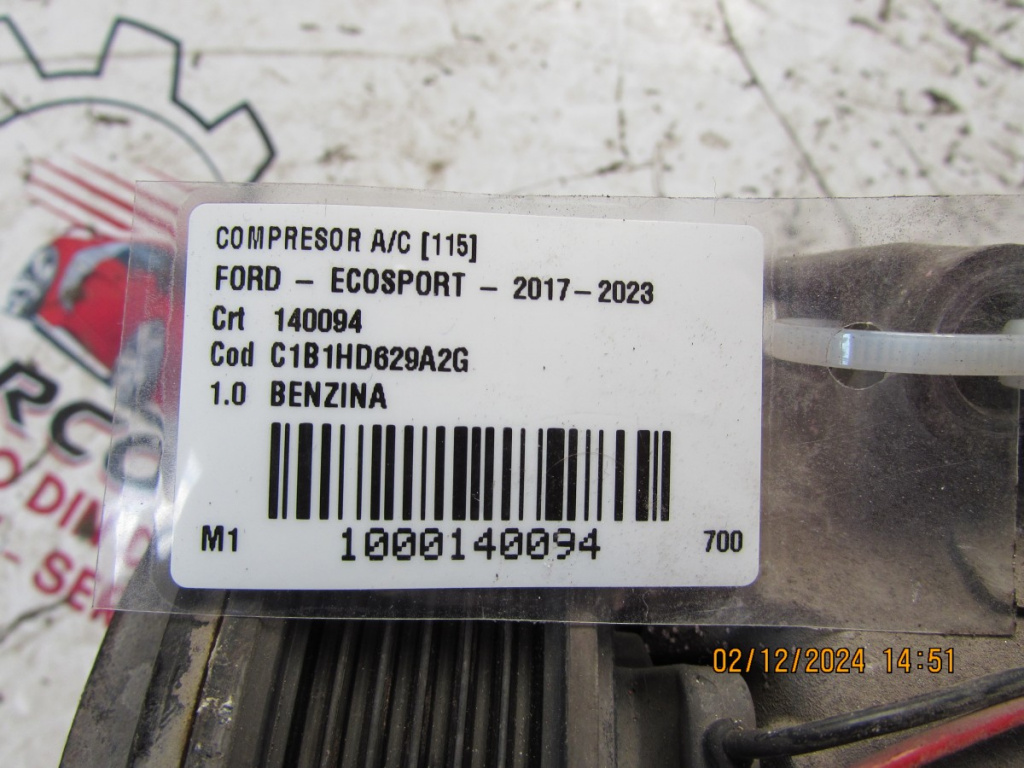 COMPRESOR A/C [115]
FORD - ECOSPORT - 2017-2023
Crt 140094
Cod C1B1HD629A2G
1.0 BENZINA
M1 1000140094 700
02/12/2024 14:51